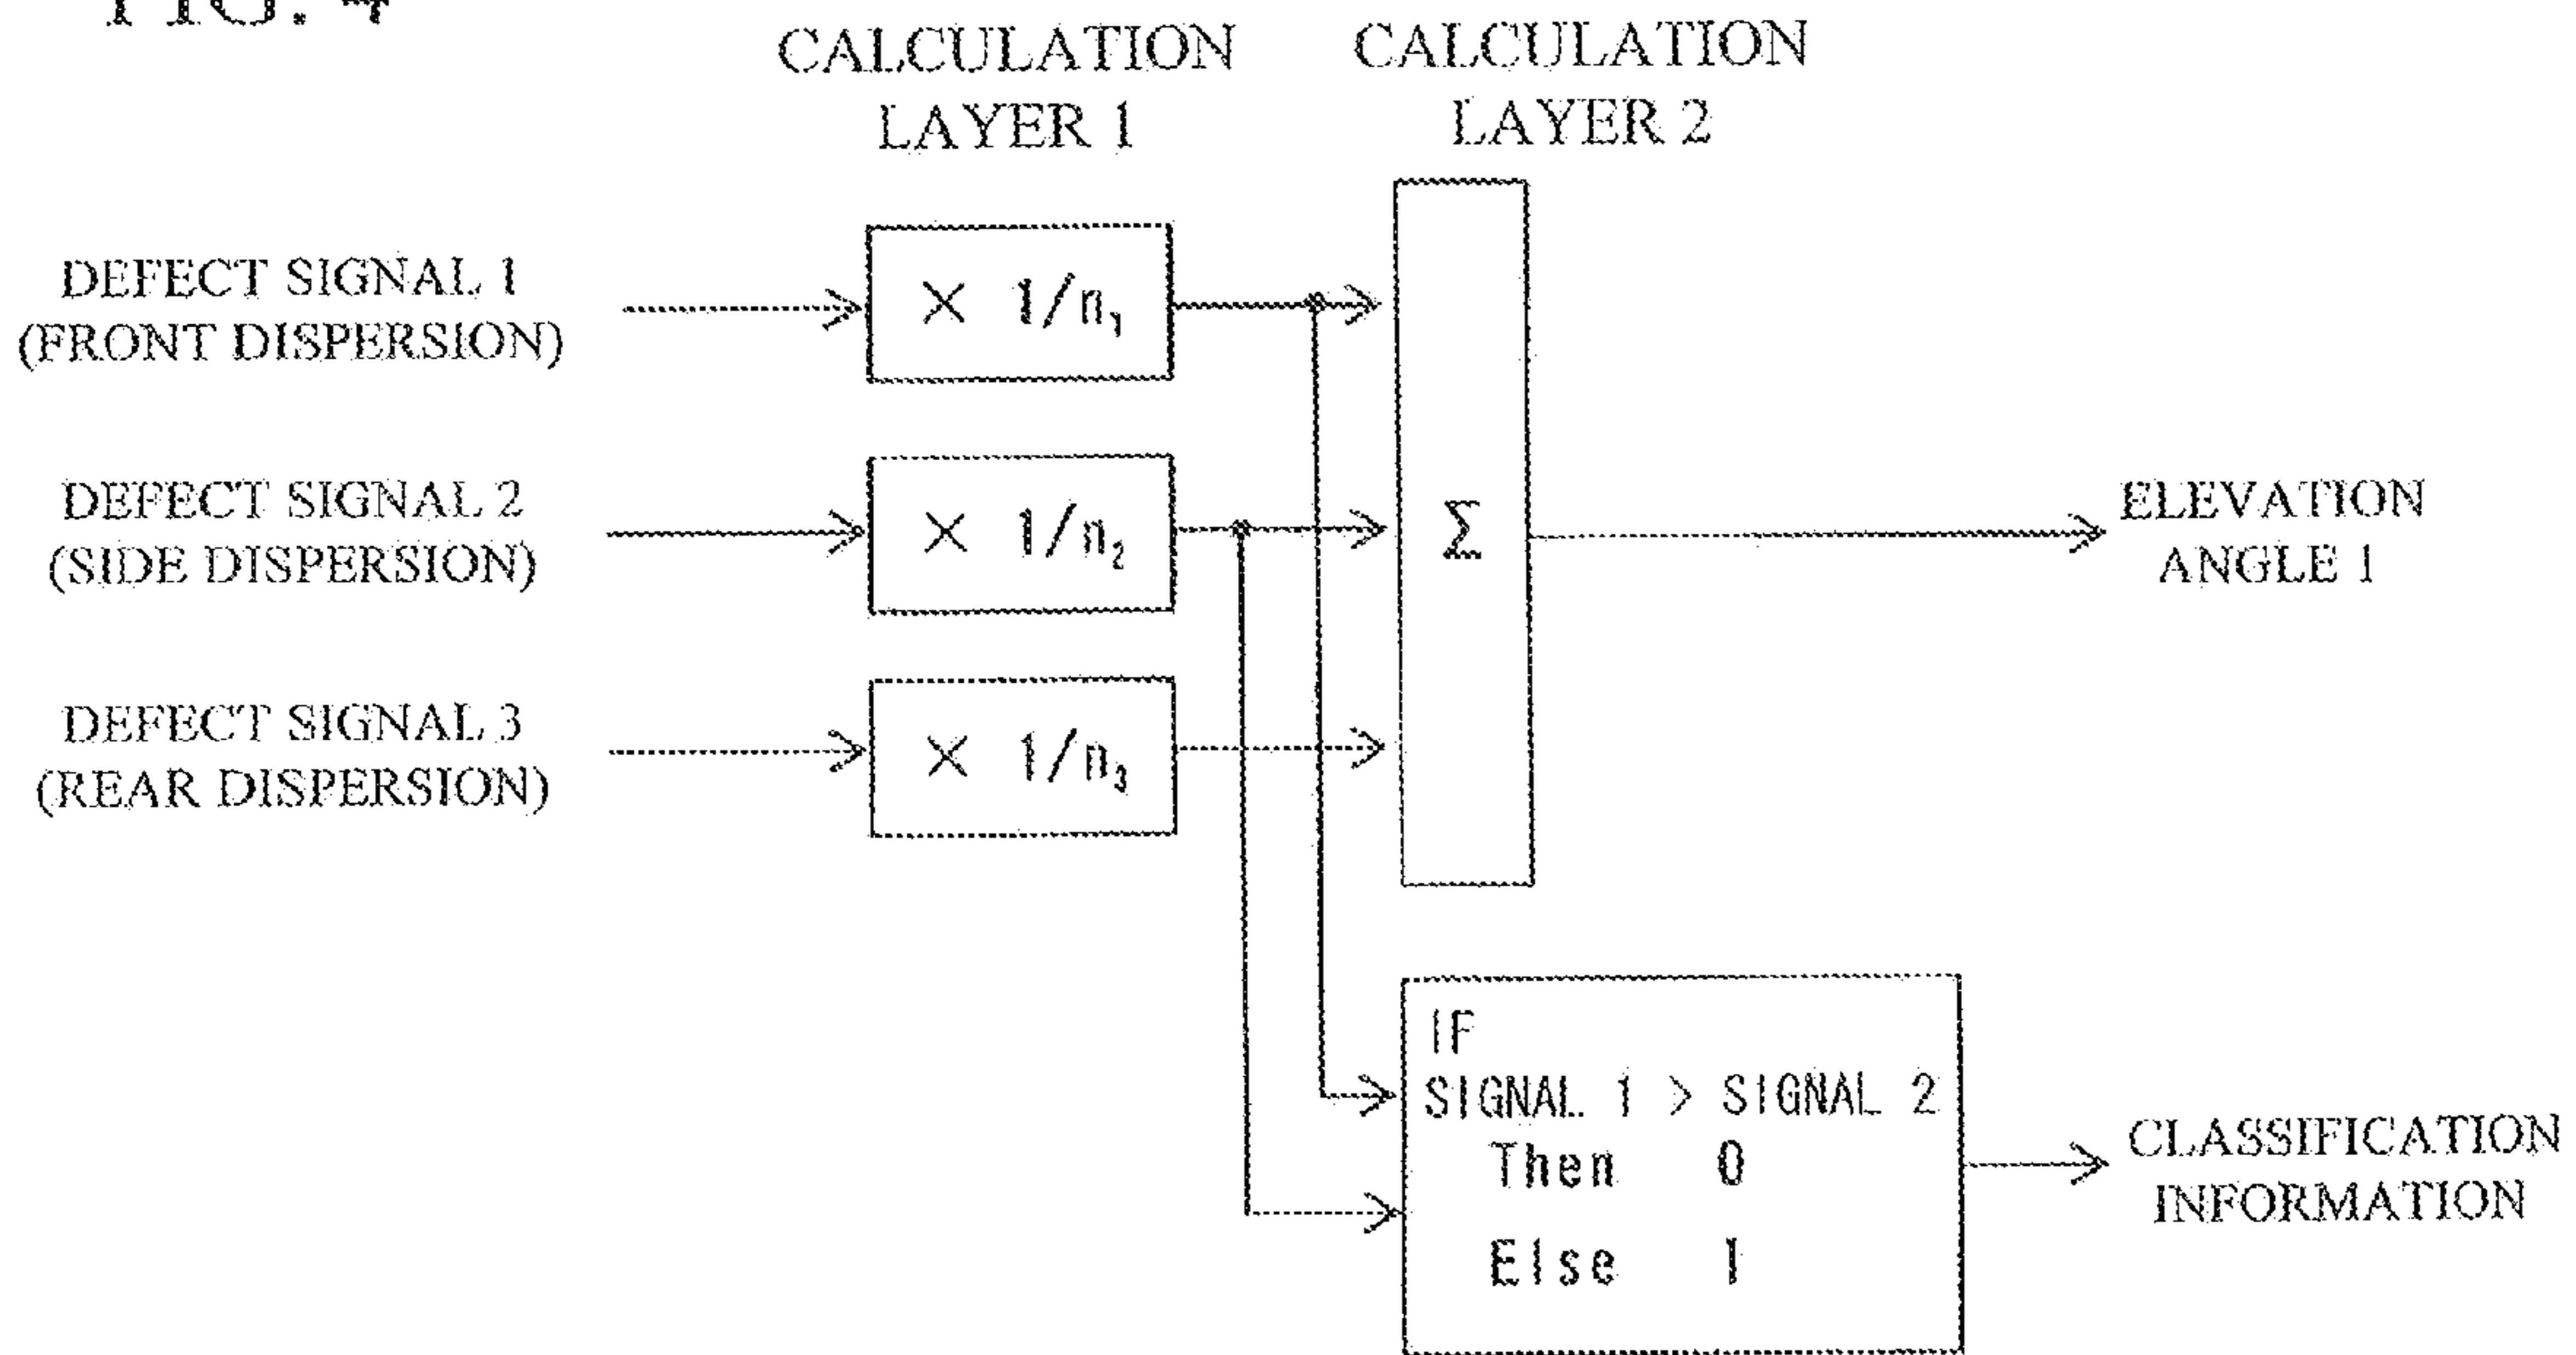 FIG. 4
CALCULATION
LAYER 1
CALCULATION
LAYER 2
DEFECT SIGNAL 1
(FRONT DISPERSION)
× 1/n₁
DEFECT SIGNAL 2
(SIDE DISPERSION)
× 1/n₂
Σ
ELEVATION
ANGLE 1
DEFECT SIGNAL 3
(REAR DISPERSION)
× 1/n₃
IF
SIGNAL 1 > SIGNAL 2
Then 0
Else 1
CLASSIFICATION
INFORMATION